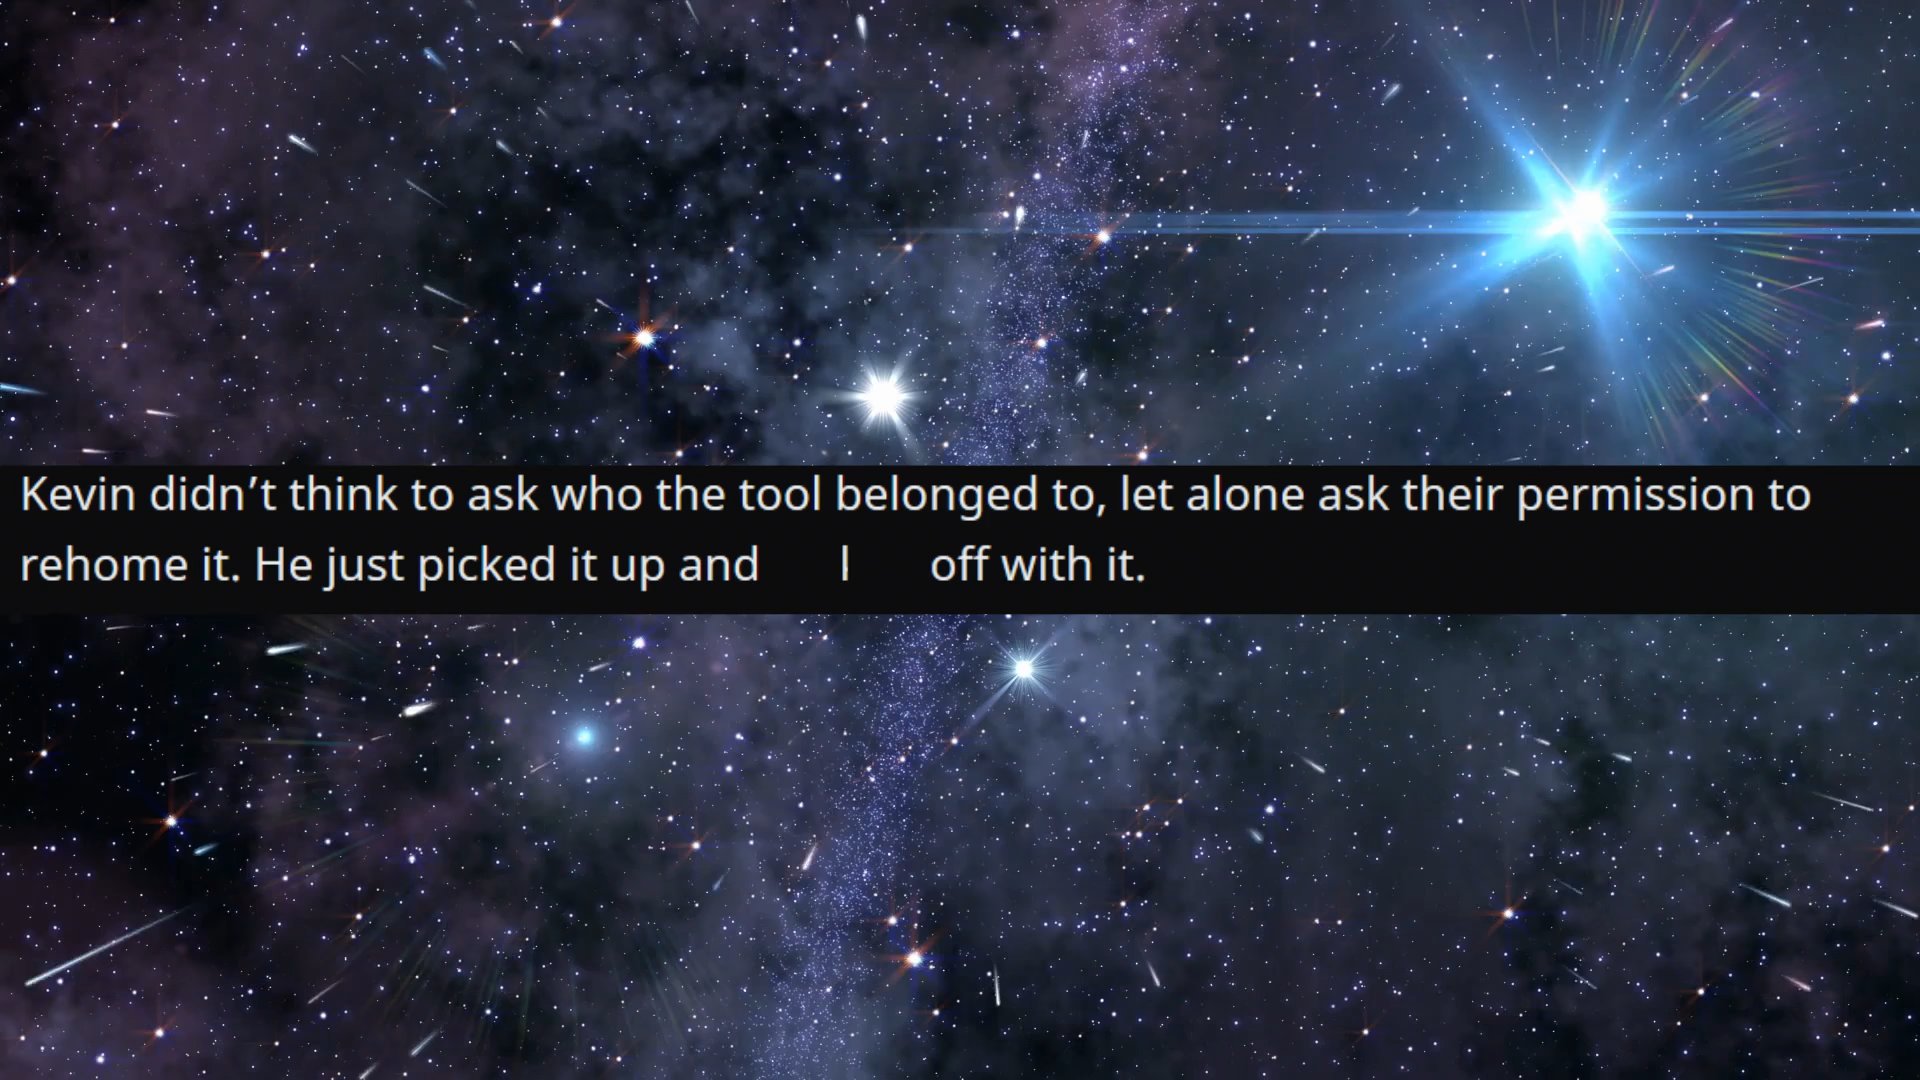 Kevin didn’t think to ask who the tool belonged to, let alone ask their permission to
rehome it. He just picked it up and l off with it.